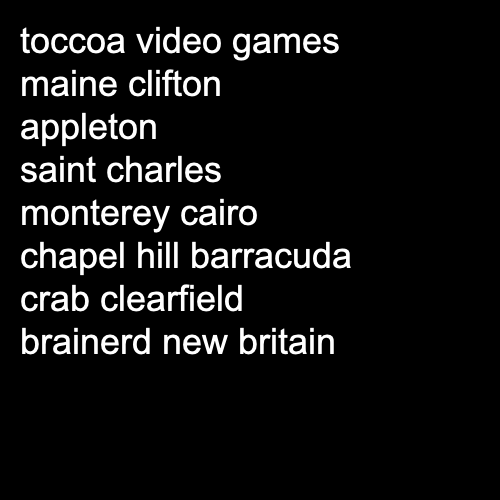 toccoa video games
maine clifton
appleton
saint charles
monterey cairo
chapel hill barracuda
crab clearfield
brainerd new britain